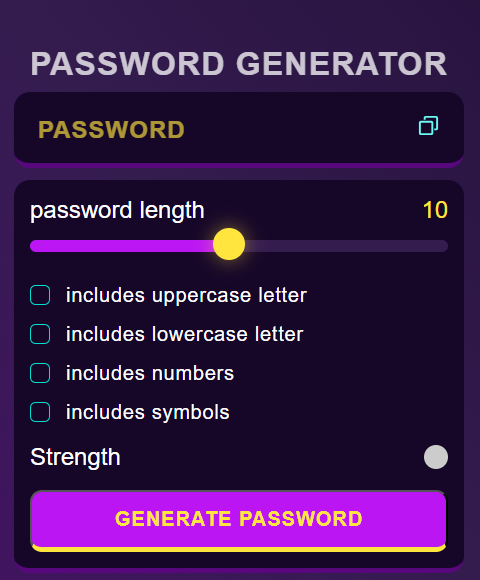 PASSWORD GENERATOR
PASSWORD
password length 10
includes uppercase letter
includes lowercase letter
includes numbers
includes symbols
Strength
GENERATE PASSWORD